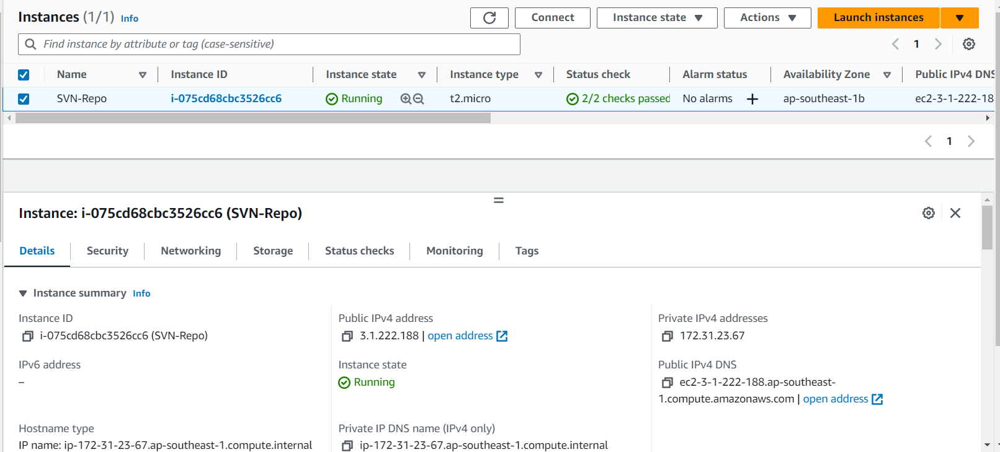 Instances (1/1) Info
Connect
Instance state
Actions
Launch instances
Find instance by attribute or tag (case-sensitive)
1
Name
Instance ID
Instance state
Instance type
Status check
Alarm status
Availability Zone
Public IPv4 DNS
SVN-Repo
i-075cd68cbc3526cc6
Running
t2.micro
2/2 checks passed
No alarms
ap-southeast-1b
ec2-3-1-222-18
1
Instance: i-075cd68cbc3526cc6 (SVN-Repo)
Details
Security
Networking
Storage
Status checks
Monitoring
Tags
Instance summary Info
Instance ID
i-075cd68cbc3526cc6 (SVN-Repo)
Public IPv4 address
3.1.222.188 | open address
Private IPv4 addresses
172.31.23.67
IPv6 address
–
Instance state
Running
Public IPv4 DNS
ec2-3-1-222-188.ap-southeast-
1.compute.amazonaws.com | open address
Hostname type
IP name: ip-172-31-23-67.ap-southeast-1.compute.internal
Private IP DNS name (IPv4 only)
ip-172-31-23-67.ap-southeast-1.compute.internal